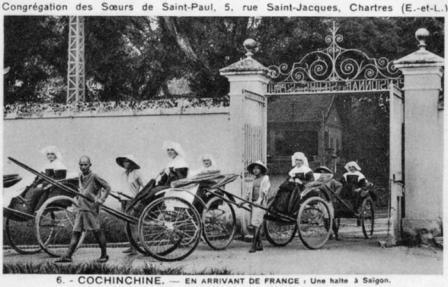 Congrégation des Sœurs de Saint-Paul, 5, rue Saint-Jacques, Chartres (E.-et-L.)
6. - COCHINCHINE. — EN ARRIVANT DE FRANCE : Une halte à Saïgon.